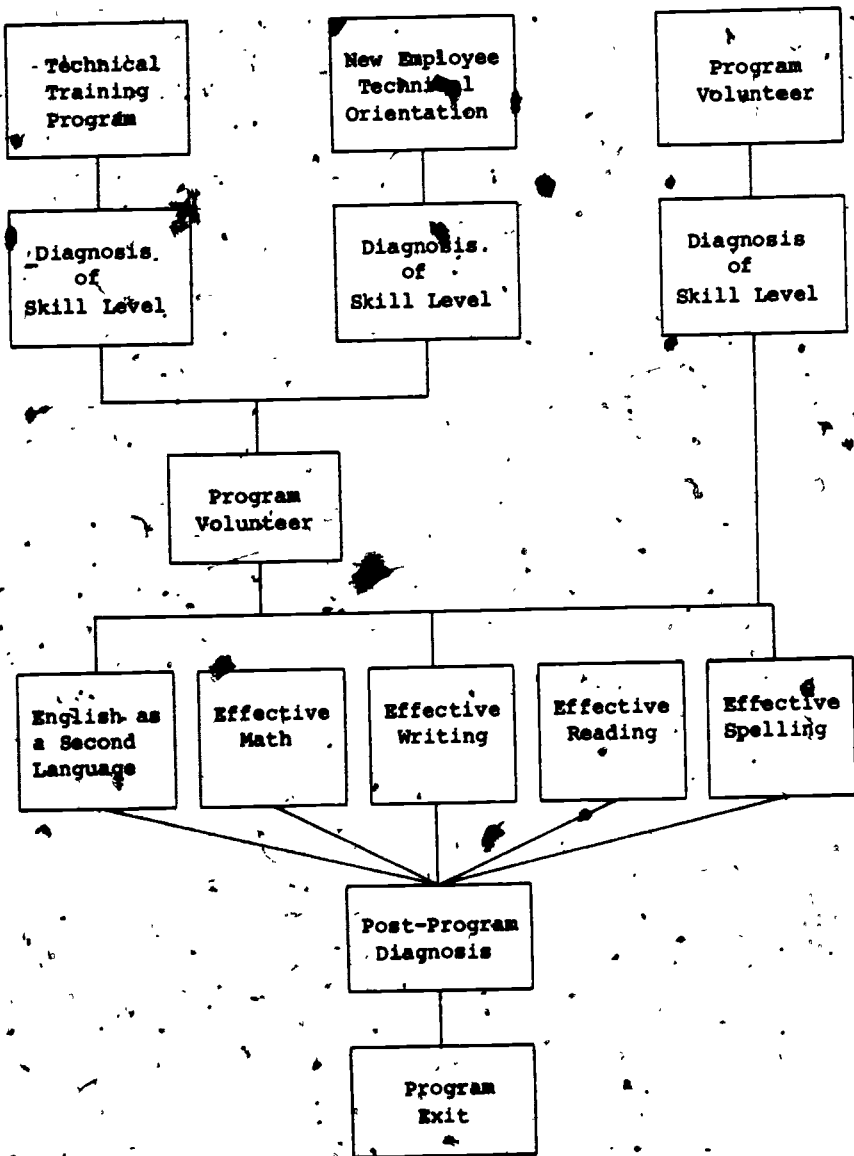 Technical
Training
Program
New Employee
Technical
Orientation
Program
Volunteer
Diagnosis
of
Skill Level
Diagnosis
of
Skill Level
Diagnosis
of
Skill Level
Program
Volunteer
English as
a Second
Language
Effective
Math
Effective
Writing
Effective
Reading
Effective
Spelling
Post-Program
Diagnosis
Program
Exit